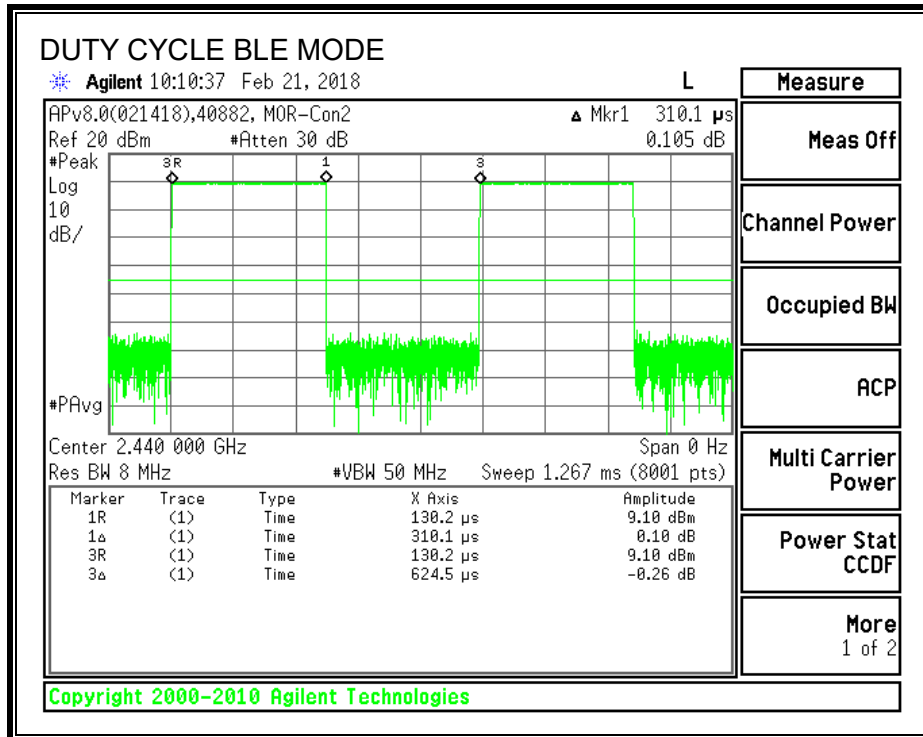 DUTY CYCLE BLE MODE
Agilent 10:10:37 Feb 21, 2018 L
Measure
APv8.0(021418),40882, MOR-Con2 Δ Mkr1 310.1 µs
Ref 20 dBm #Atten 30 dB 0.105 dB
Meas Off
#Peak
Log
10
dB/
3R 1 3
Channel Power
Occupied BW
ACP
#PAvg
Center 2.440 000 GHz Span 0 Hz
Res BW 8 MHz #VBW 50 MHz Sweep 1.267 ms (8001 pts)
Multi Carrier
Power
Marker Trace Type X Axis Amplitude
1R (1) Time 130.2 µs 9.10 dBm
1Δ (1) Time 310.1 µs 0.10 dB
3R (1) Time 130.2 µs 9.10 dBm
3Δ (1) Time 624.5 µs -0.26 dB
Power Stat
CCDF
More
1 of 2
Copyright 2000-2010 Agilent Technologies